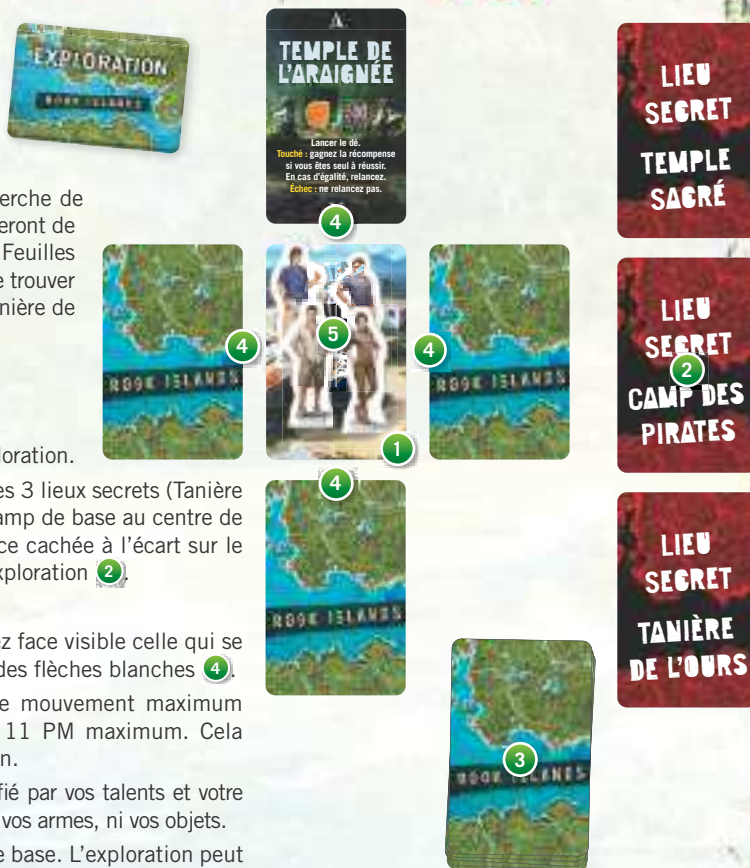 EXPLORATION
ROOK ISLANDS
TEMPLE DE
L'ARAIGNÉE
Lancer le dé.
Touché : gagnez la récompense
si vous êtes seul à réussir.
En cas d'égalité, relancez.
Échec : ne relancez pas.
4
LIEU
SECRET
TEMPLE
SACRÉ
erche de
eront de
Feuilles
e trouver
nière de
4
5
4
1
ROOK ISLANDS
ROOK ISLANDS
LIEU
SECRET
2
CAMP DES
PIRATES
loration.
es 3 lieux secrets (Tanière
amp de base au centre de
ce cachée à l'écart sur le
xploration 2.
4
ROOK ISLANDS
LIEU
SECRET
TANIÈRE
DE L'OURS
ez face visible celle qui se
des flèches blanches 4.
e mouvement maximum
11 PM maximum. Cela
n.
fié par vos talents et votre
vos armes, ni vos objets.
e base. L'exploration peut
3
ROOK ISLANDS